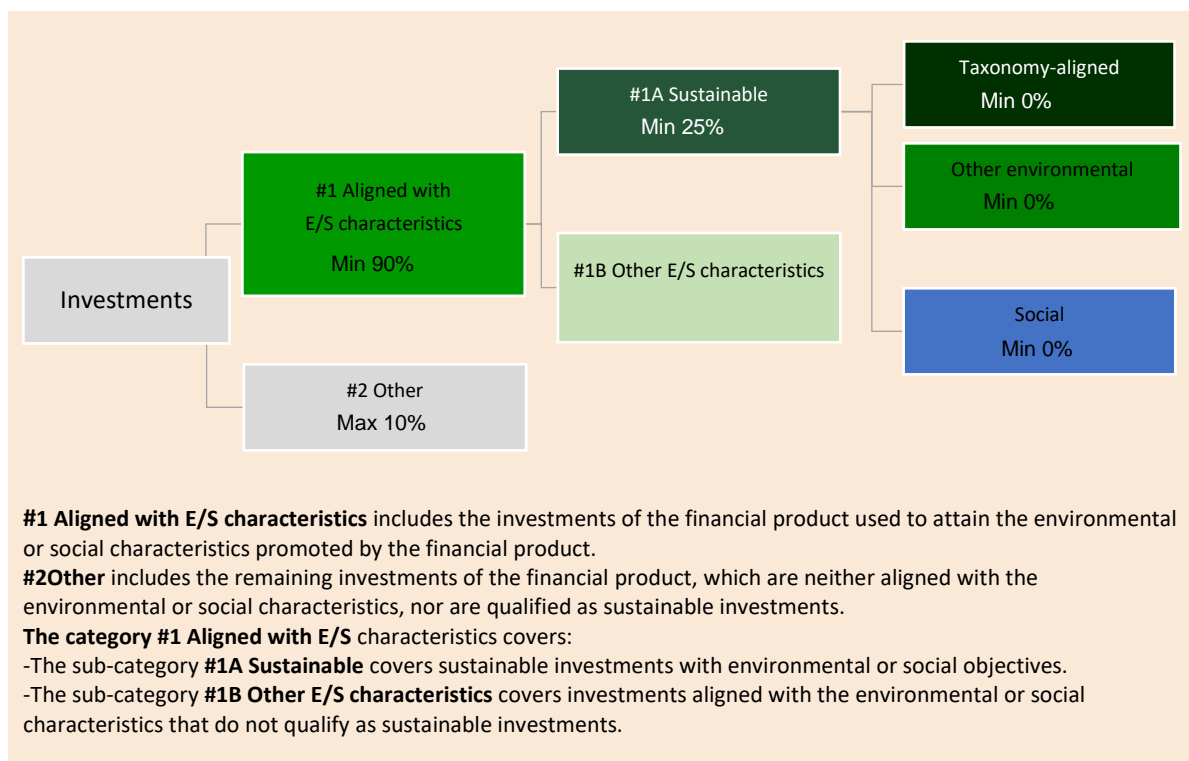 Investments
#1 Aligned with
E/S characteristics
Min 90%
#2 Other
Max 10%
#1A Sustainable
Min 25%
#1B Other E/S characteristics
Taxonomy-aligned
Min 0%
Other environmental
Min 0%
Social
Min 0%
#1 Aligned with E/S characteristics includes the investments of the financial product used to attain the environmental
or social characteristics promoted by the financial product.
#2Other includes the remaining investments of the financial product, which are neither aligned with the
environmental or social characteristics, nor are qualified as sustainable investments.
The category #1 Aligned with E/S characteristics covers:
-The sub-category #1A Sustainable covers sustainable investments with environmental or social objectives.
-The sub-category #1B Other E/S characteristics covers investments aligned with the environmental or social
characteristics that do not qualify as sustainable investments.